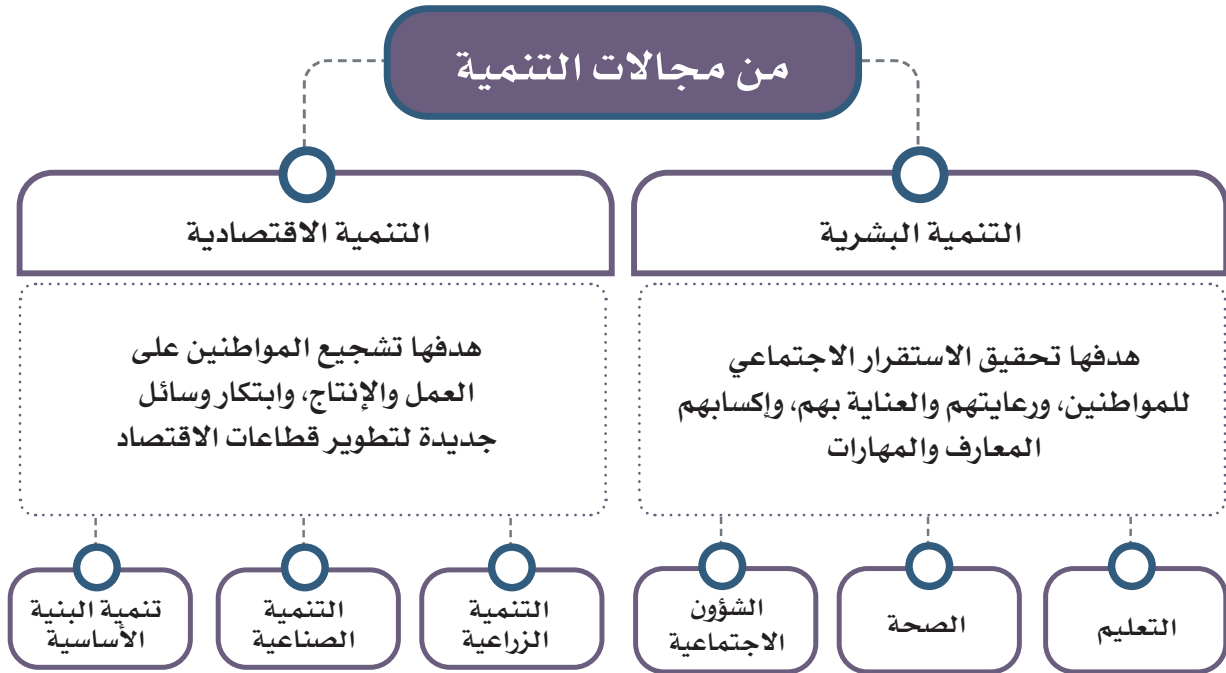 من مجالات التنمية
التنمية البشرية
هدفها تحقيق الاستقرار الاجتماعي
للمواطنين، ورعايتهم والعناية بهم، وإكسابهم
المعارف والمهارات
التعليم
الصحة
الشؤون
الاجتماعية
التنمية الاقتصادية
هدفها تشجيع المواطنين على
العمل والإنتاج، وابتكار وسائل
جديدة لتطوير قطاعات الاقتصاد
التنمية
الزراعية
التنمية
الصناعية
تنمية البنية
الأساسية